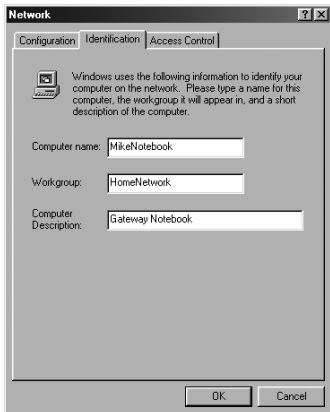 Network
Configuration Identification Access Control
Windows uses the following information to identify your
computer on the network. Please type a name for this
computer, the workgroup it will appear in, and a short
description of the computer.
Computer name: MikeNotebook
Workgroup: HomeNetwork
Computer
Description: Gateway Notebook
OK Cancel